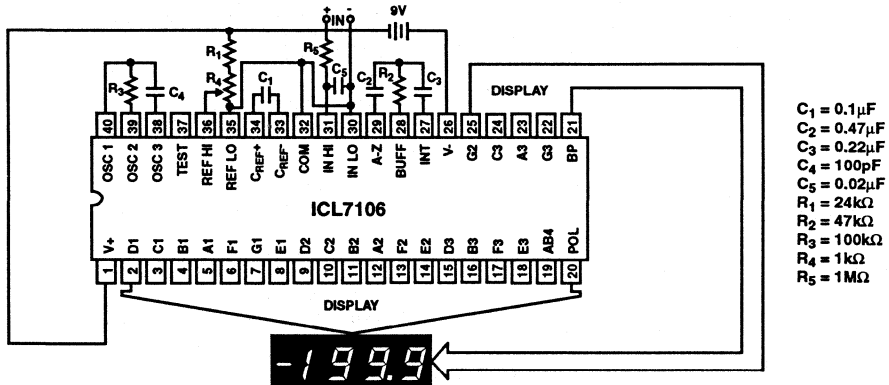 + IN -
9V
R1
R5
R4
C1
C5
C2
R2
C3
R3
C4
DISPLAY
40 39 38 37 36 35 34 33 32 31 30 29 28 27 26 25 24 23 22 21
OSC 1 OSC 2 OSC 3 TEST REF HI REF LO CREF+ CREF- COM IN HI IN LO A-Z BUFF INT V- G2 C3 A3 G3 BP
ICL7106
V+ D1 C1 B1 A1 F1 G1 E1 D2 C2 B2 A2 F2 E2 D3 B3 F3 E3 AB4 POL
1 2 3 4 5 6 7 8 9 10 11 12 13 14 15 16 17 18 19 20
DISPLAY
-199.9
C1 = 0.1µF
C2 = 0.47µF
C3 = 0.22µF
C4 = 100pF
C5 = 0.02µF
R1 = 24kΩ
R2 = 47kΩ
R3 = 100kΩ
R4 = 1kΩ
R5 = 1MΩ